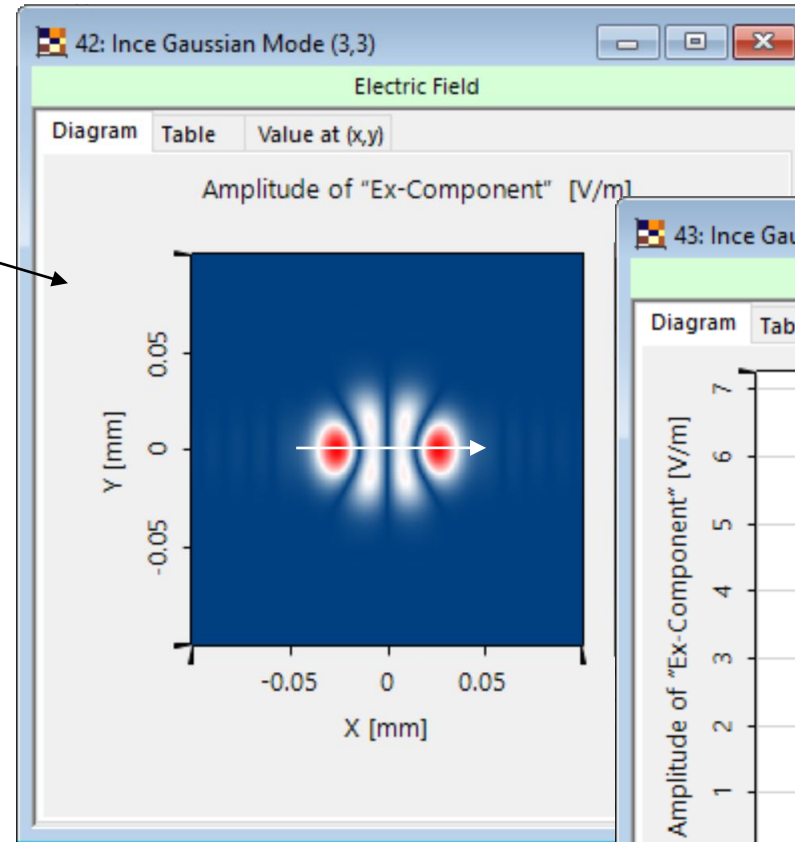 42: Ince Gaussian Mode (3,3)
Electric Field
Diagram Table Value at (x,y)
Amplitude of "Ex-Component" [V/m]
0.05
0
-0.05
Y [mm]
-0.05 0 0.05
X [mm]
43: Ince
Diagram
7
6
5
4
3
2
1
Amplitude of "Ex-Component" [V/m]